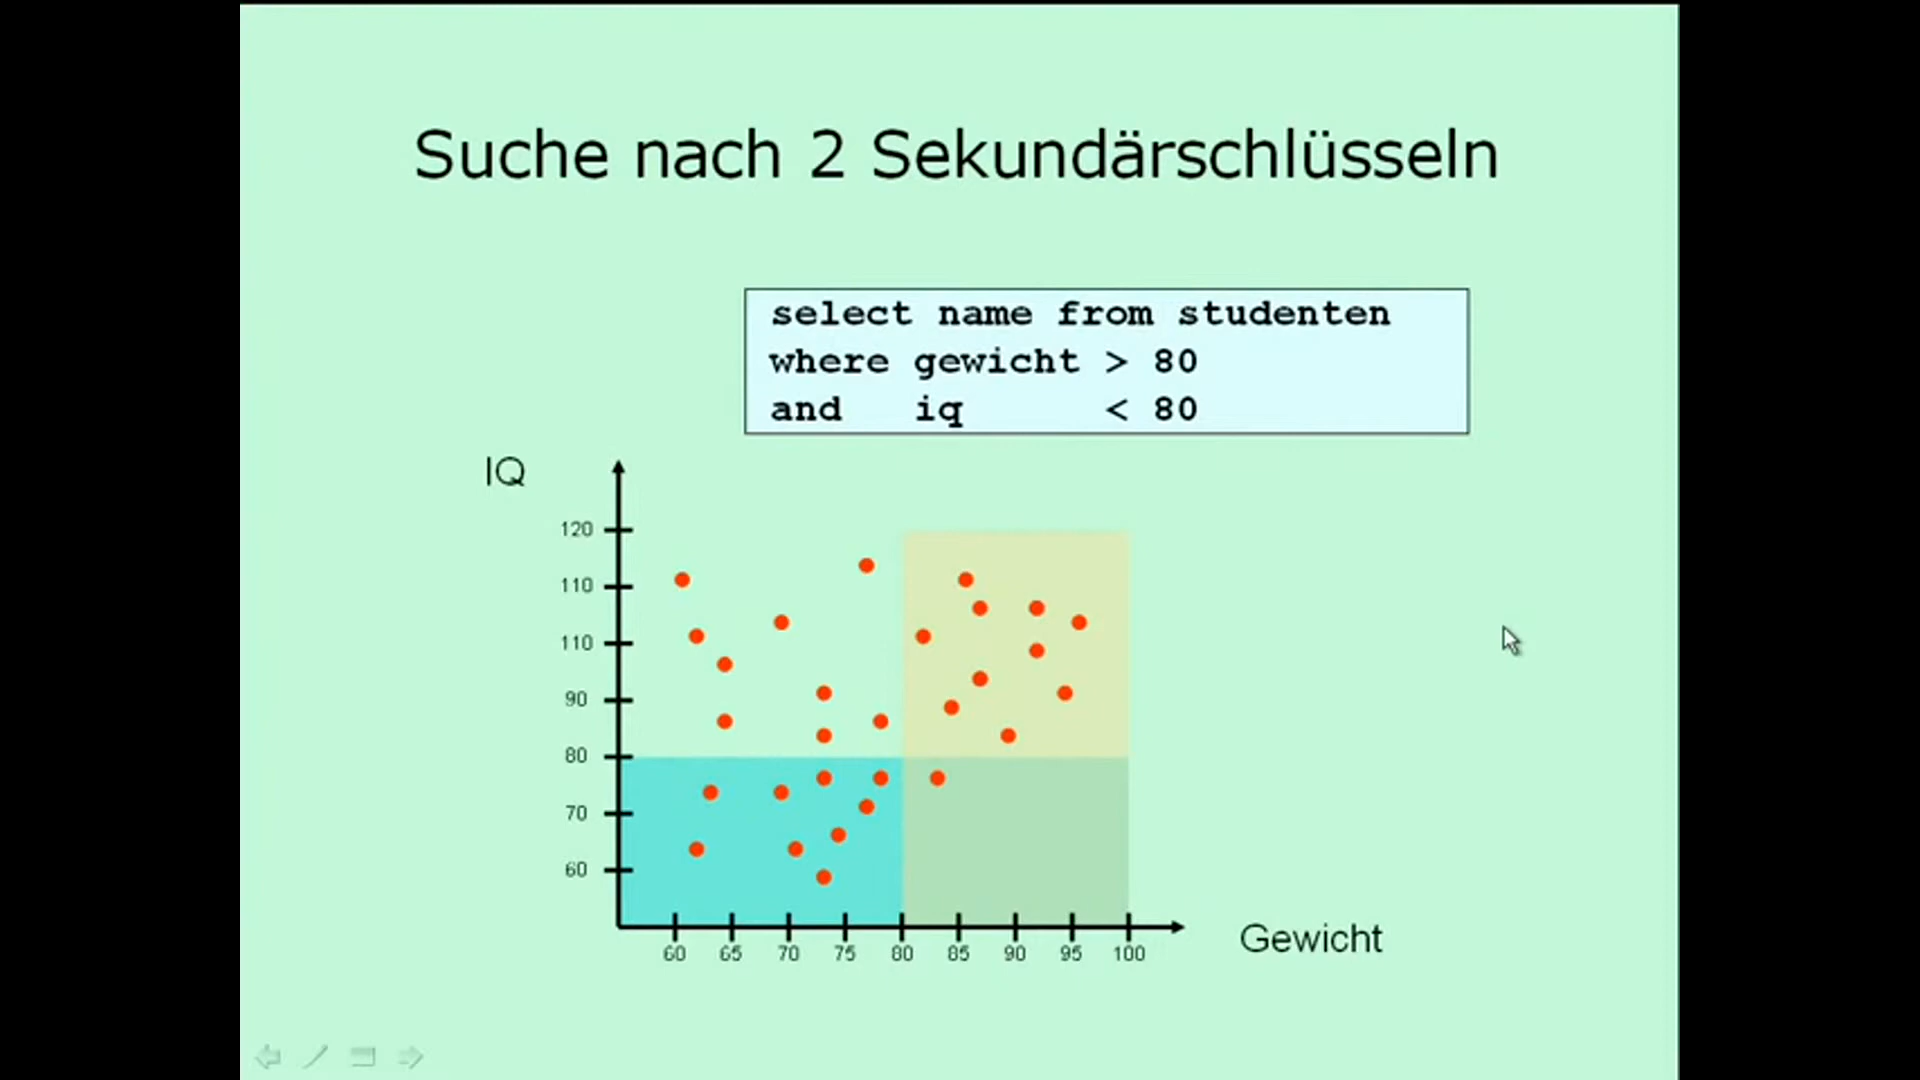 Suche nach 2 Sekundärschlüsseln
select name from studenten
where gewicht > 80
and iq < 80
IQ
120
110
110
90
80
70
60
60 65 70 75 80 85 90 95 100
Gewicht